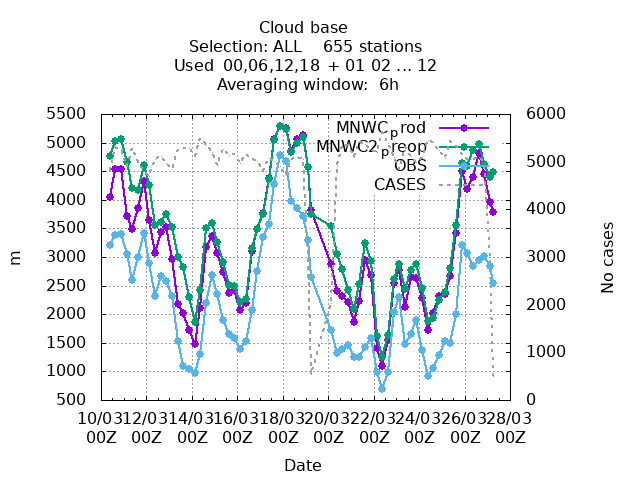 Cloud base
Selection: ALL    655 stations
Used 00,06,12,18 + 01 02 ... 12
Averaging window:  6h
5500
5000
4500
4000
3500
3000
2500
2000
1500
1000
500
m
6000
5000
4000
3000
2000
1000
0
No cases
MNWC_prod
MNWC2_preop
OBS
CASES
10/03 12/03 14/03 16/03 18/03 20/03 22/03 24/03 26/03 28/03
00Z 00Z 00Z 00Z 00Z 00Z 00Z 00Z 00Z 00Z
Date